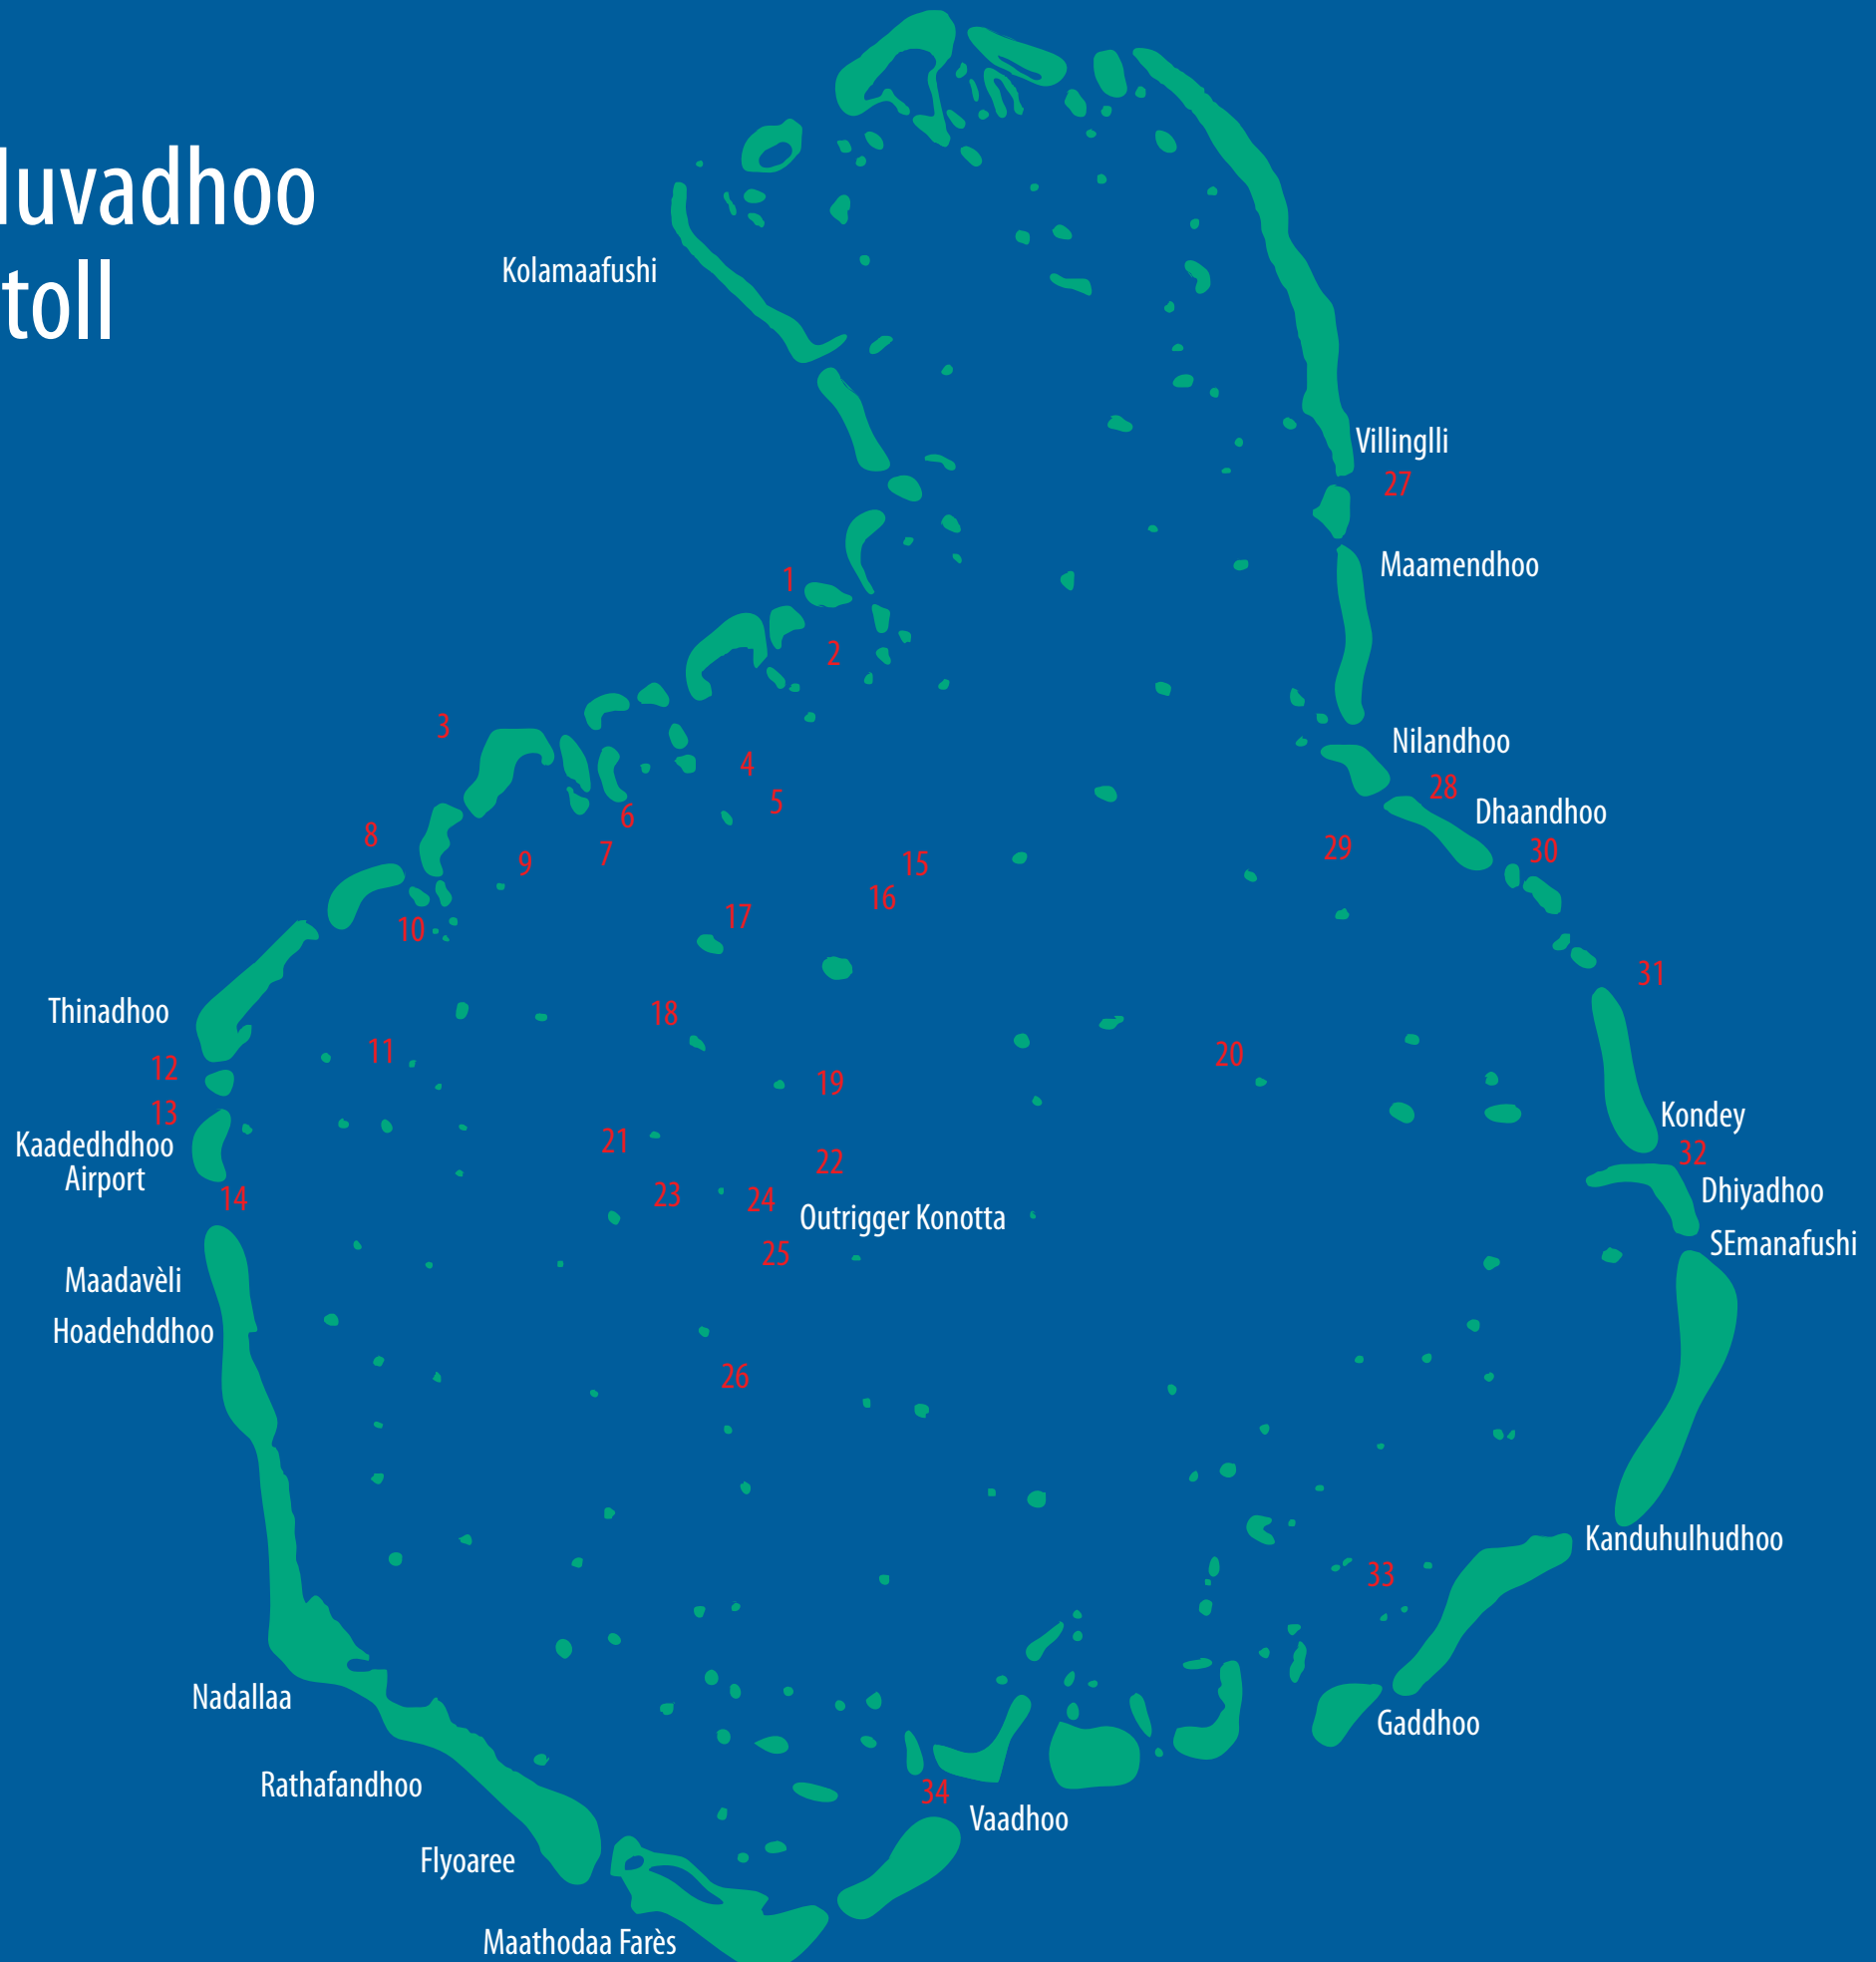 luvadhoo
toll
Kolamaafushi
Villinglli
27
Maamendhoo
1
2
3
Nilandhoo
4
28
5
Dhaandhoo
6
8
29
7
30
9
15
16
17
10
31
Thinadhoo
18
11
20
12
19
13
Kondey
Kaadedhdhoo
Airport
21
32
22
Dhiyadhoo
14
23
24
Outrigger Konotta
SEmanafushi
25
Maadavèli
Hoadehddhoo
26
Kanduhulhudhoo
33
Nadallaa
Gaddhoo
Rathafandhoo
34
Vaadhoo
Flyoaree
Maathodaa Farès